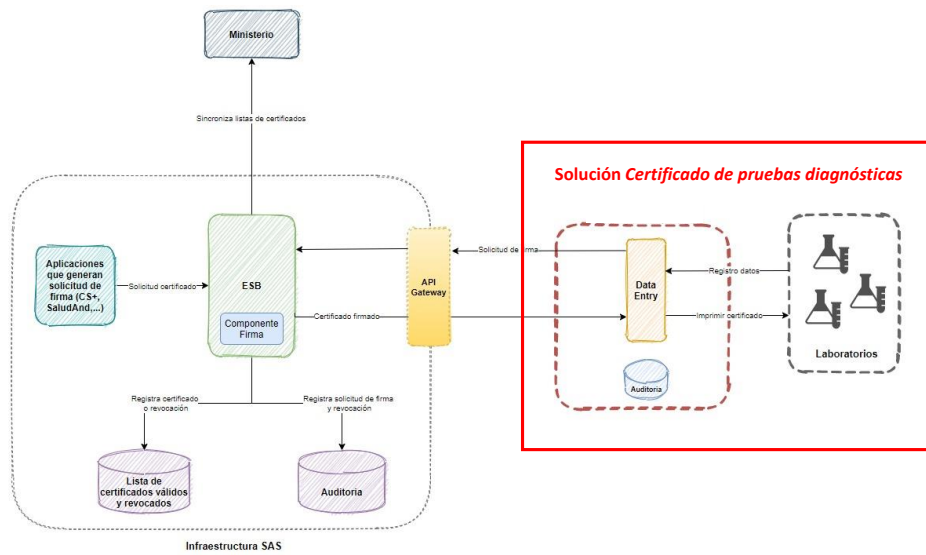 Ministerio
Sincroniza listas de certificados
Solución Certificado de pruebas diagnósticas
Aplicaciones
que generan
solicitud de
firma (CS+,
SaludAnd,...)
Solicitud certificado
ESB
Componente
Firma
Certificado firmado
API
Gateway
Solicitud de firma
Data
Entry
Registro datos
Imprimir certificado
Laboratorios
Auditoria
Registra certificado
o revocación
Registra solicitud de firma
y revocación
Lista de
certificados válidos
y revocados
Auditoria
Infraestructura SAS